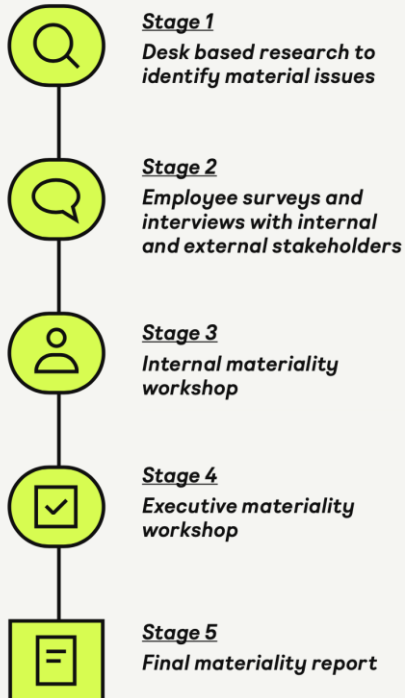 Stage 1
Desk based research to
identify material issues
Stage 2
Employee surveys and
interviews with internal
and external stakeholders
Stage 3
Internal materiality
workshop
Stage 4
Executive materiality
workshop
Stage 5
Final materiality report